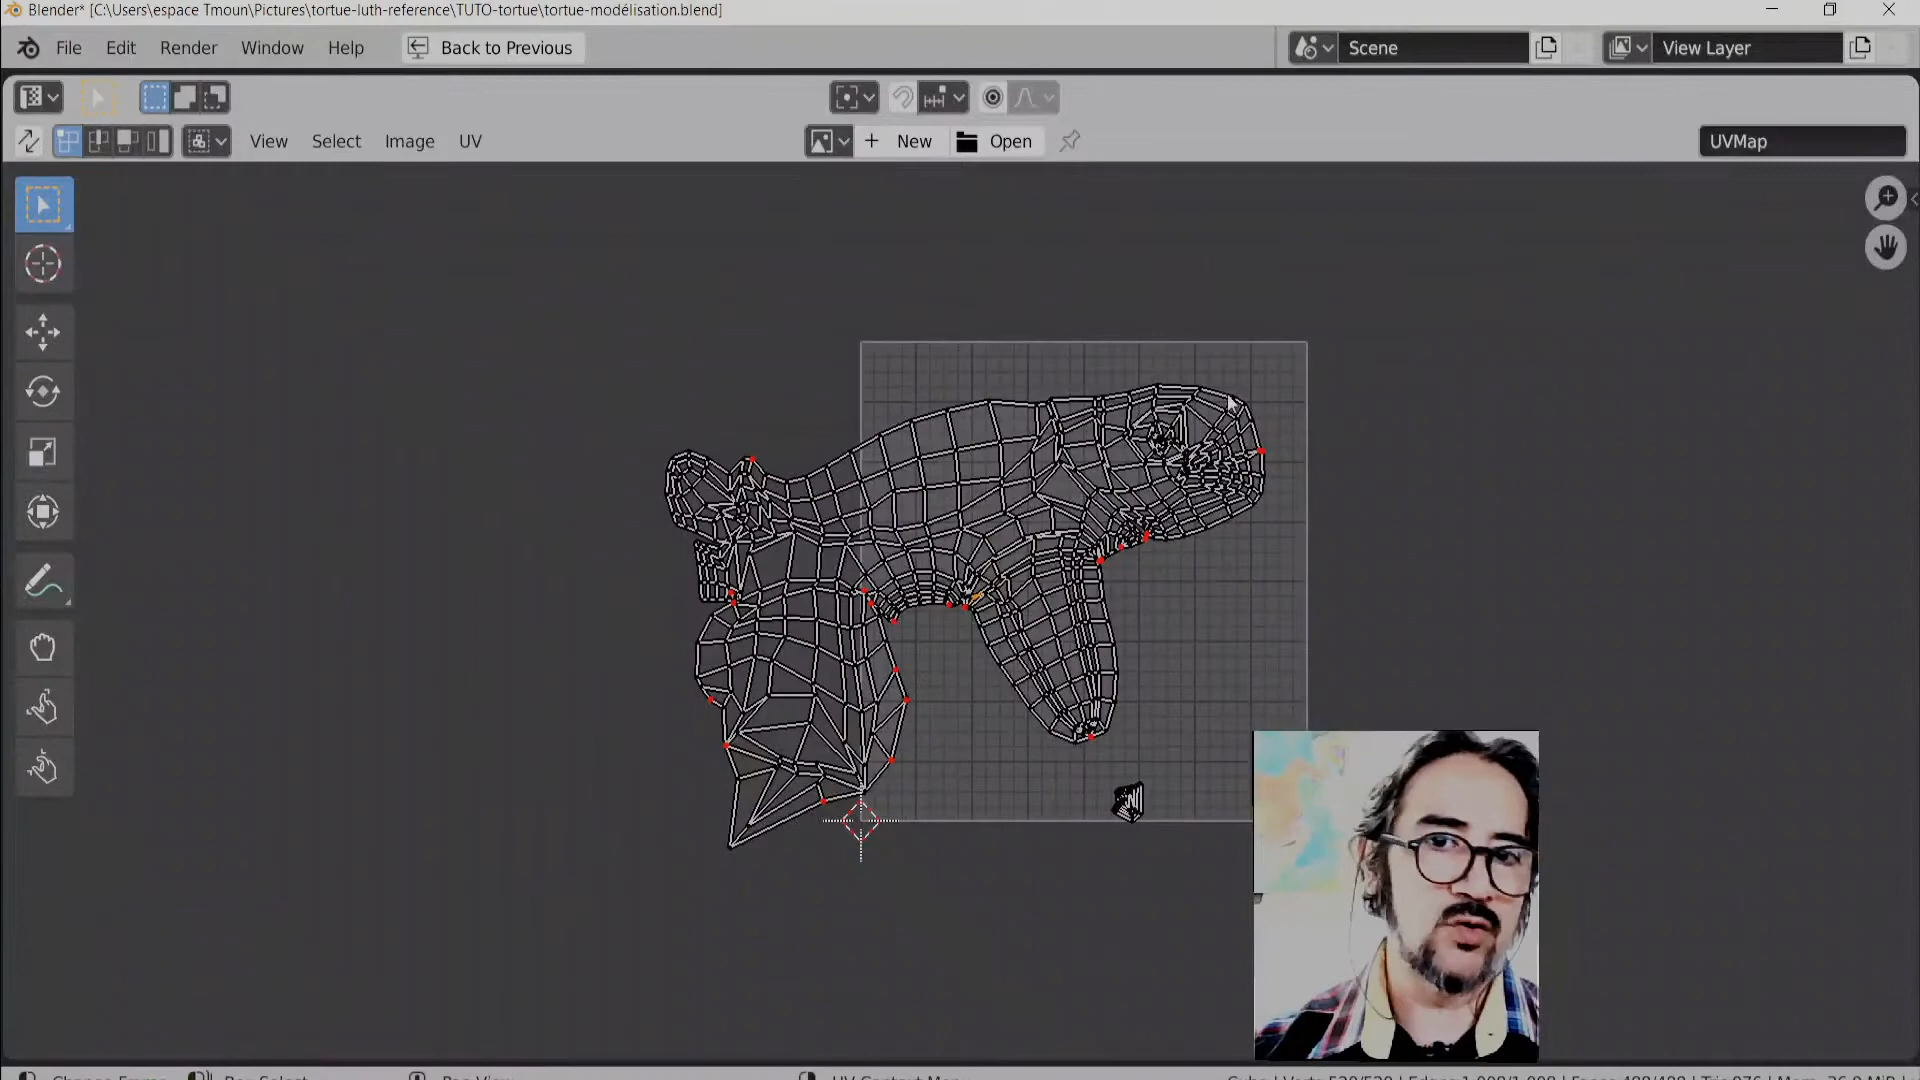 Blender* [C:\Users\espace Tmoun\Pictures\tortue-luth-reference\TUTO-tortue\tortue-modélisation.blend]
File Edit Render Window Help Back to Previous Scene View Layer
View Select Image UV + New Open UVMap